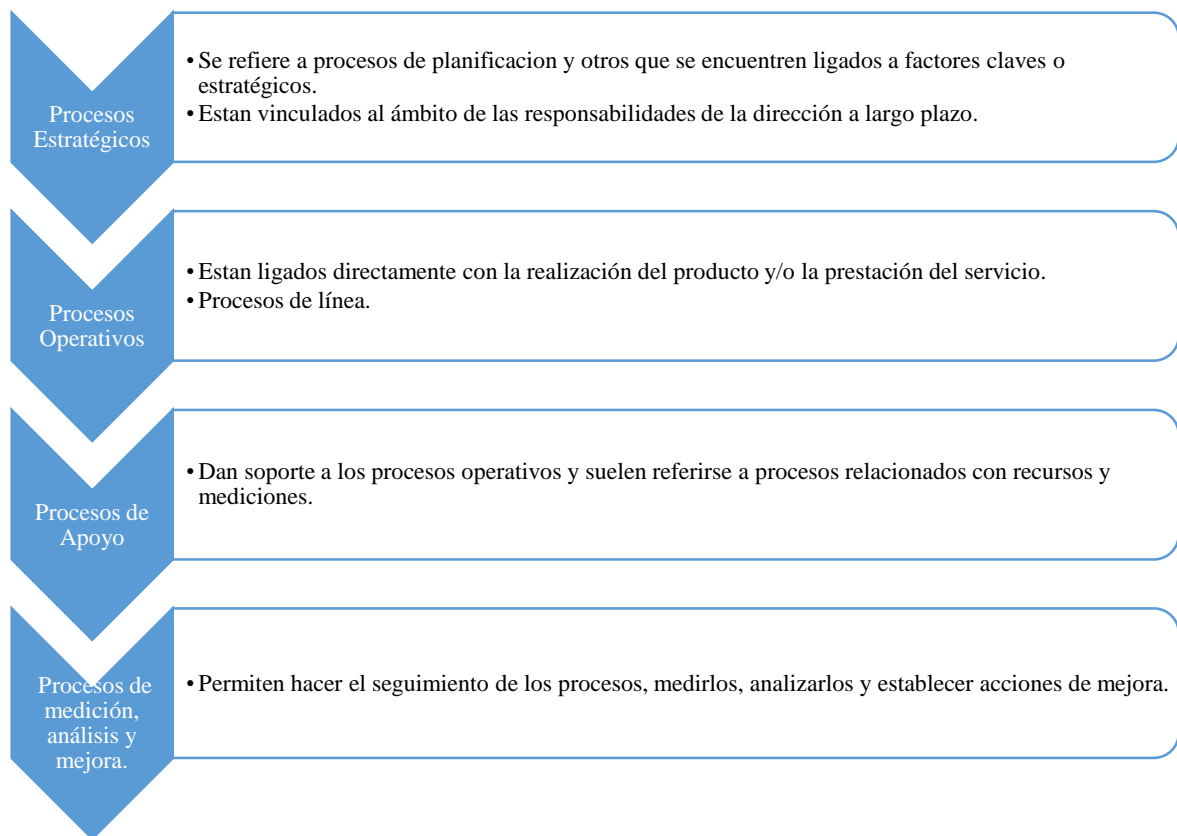 Procesos
Estratégicos
• Se refiere a procesos de planificacion y otros que se encuentren ligados a factores claves o
estratégicos.
• Estan vinculados al ámbito de las responsabilidades de la dirección a largo plazo.
Procesos
Operativos
• Estan ligados directamente con la realización del producto y/o la prestación del servicio.
• Procesos de línea.
Procesos de
Apoyo
• Dan soporte a los procesos operativos y suelen referirse a procesos relacionados con recursos y
mediciones.
Procesos de
medición,
análisis y
mejora.
• Permiten hacer el seguimiento de los procesos, medirlos, analizarlos y establecer acciones de mejora.